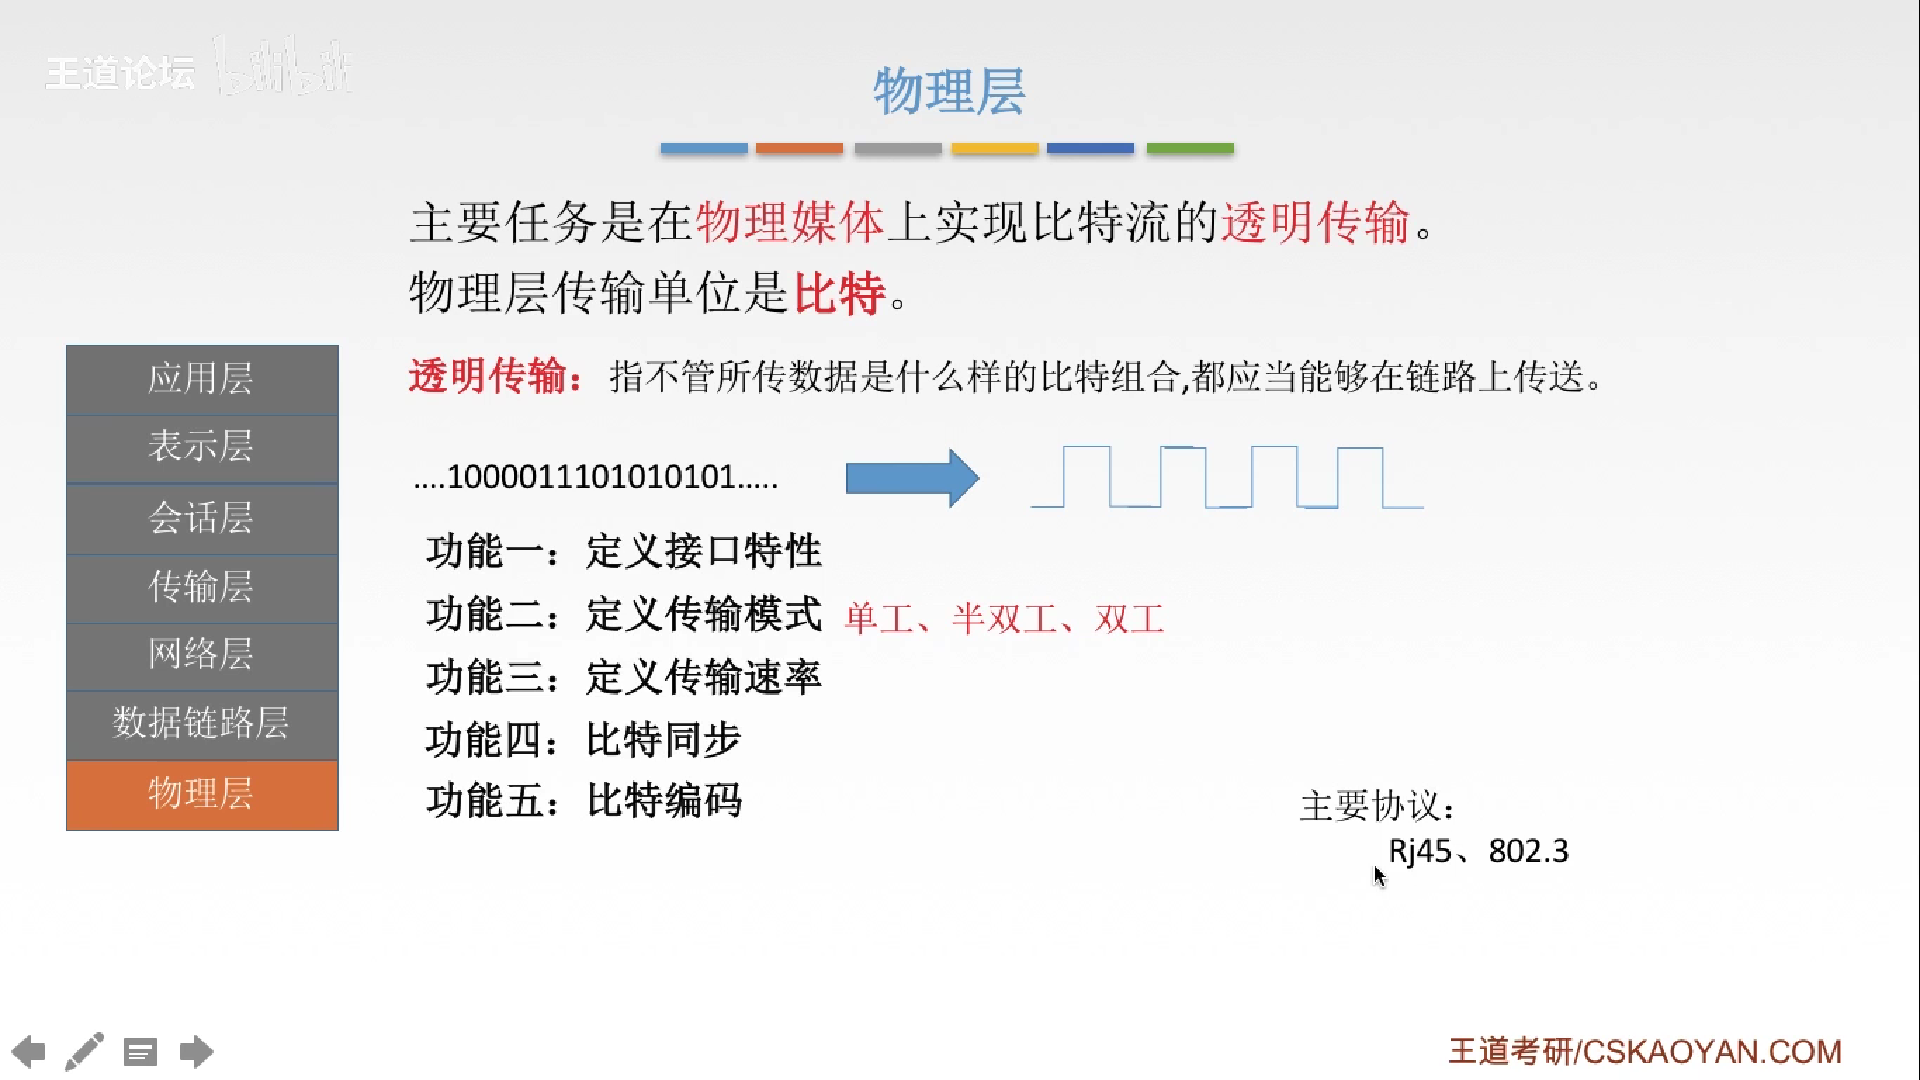 王道论坛 bilibili
物理层
主要任务是在物理媒体上实现比特流的透明传输。
物理层传输单位是比特。
透明传输：指不管所传数据是什么样的比特组合,都应当能够在链路上传送。
....1000011101010101.....
功能一：定义接口特性
功能二：定义传输模式 单工、半双工、双工
功能三：定义传输速率
功能四：比特同步
功能五：比特编码
应用层
表示层
会话层
传输层
网络层
数据链路层
物理层
主要协议：
Rj45、802.3
王道考研/CSKAOYAN.COM